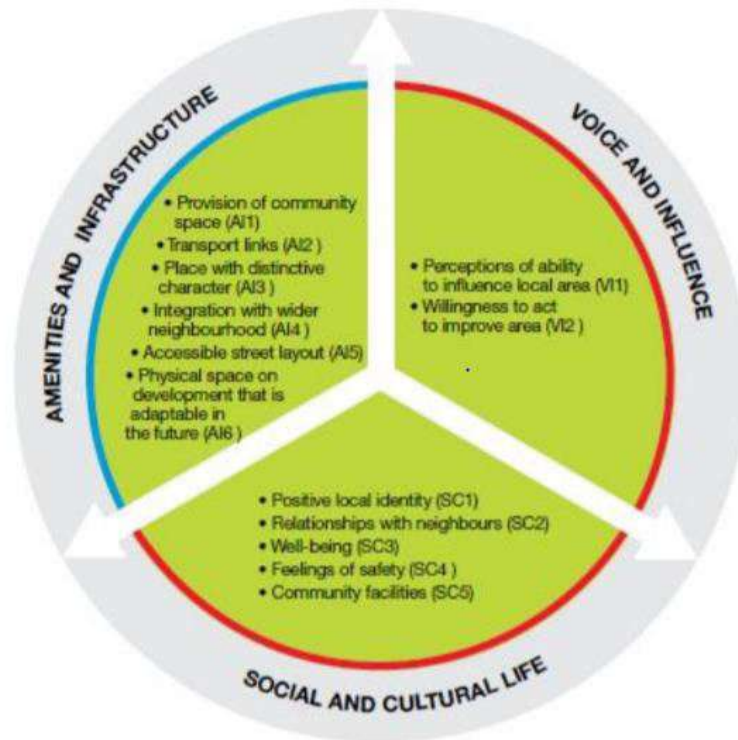 AMENITIES AND INFRASTRUCTURE
• Provision of community
space (AI1)
• Transport links (AI2 )
• Place with distinctive
character (AI3 )
• Integration with wider
neighbourhood (AI4 )
• Accessible street layout (AI5)
• Physical space on
development that is
adaptable in
the future (AI6 )
VOICE AND INFLUENCE
• Perceptions of ability
to influence local area (VI1)
• Willingness to act
to improve area (VI2 )
• Positive local identity (SC1)
• Relationships with neighbours (SC2)
• Well-being (SC3)
• Feelings of safety (SC4 )
• Community facilities (SC5)
SOCIAL AND CULTURAL LIFE